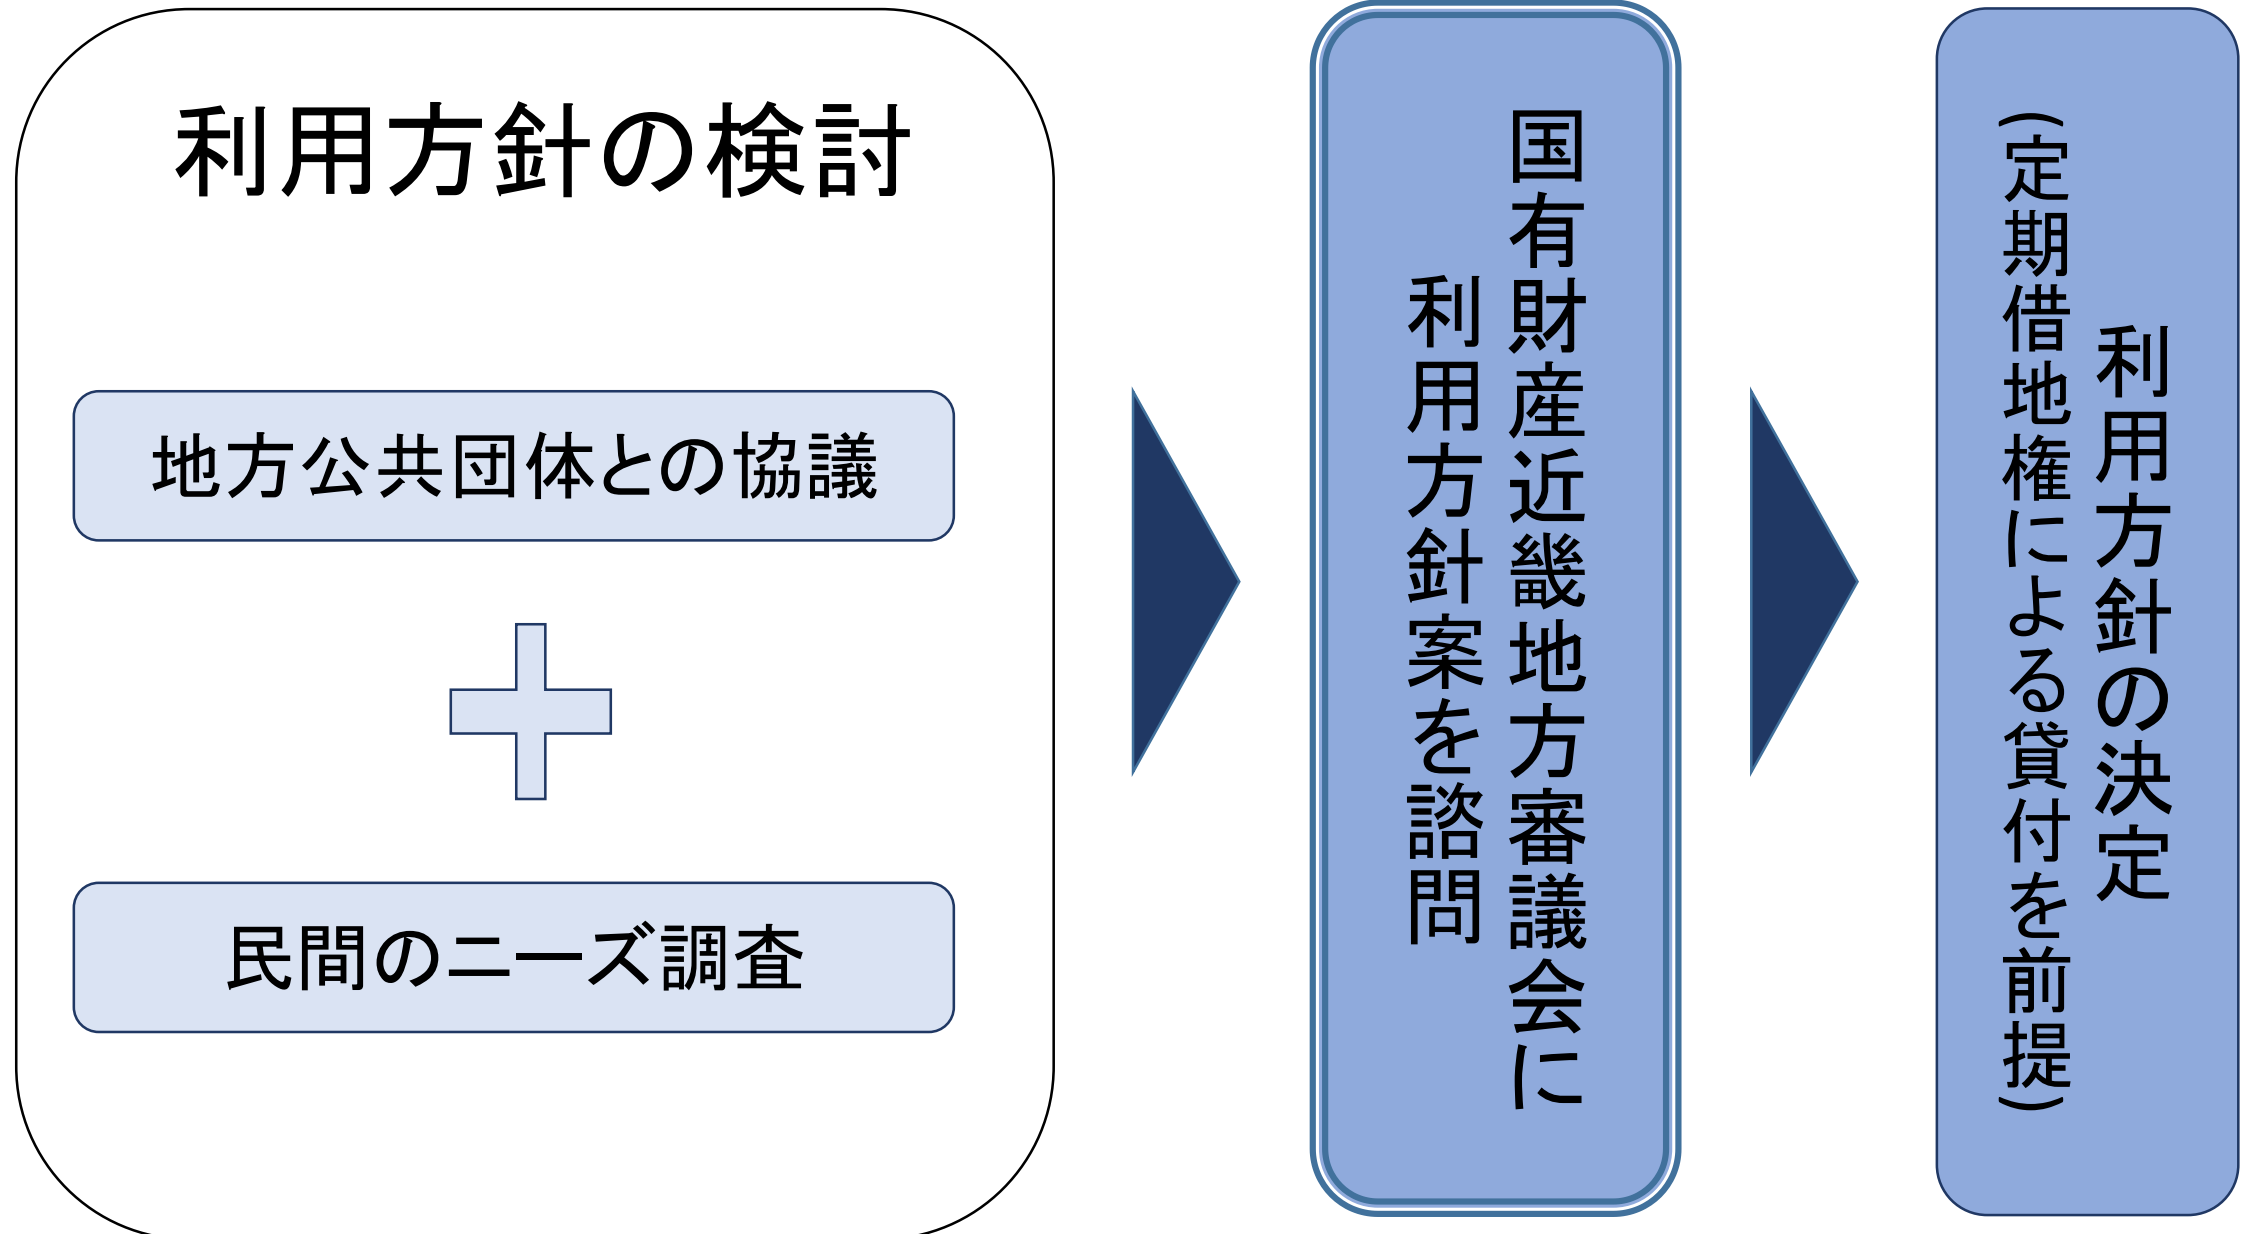 利用方針の検討
地方公共団体との協議
民間のニーズ調査
国有財産近畿地方審議会に
利用方針案を諮問
利用方針の決定
(定期借地権による貸付を前提)